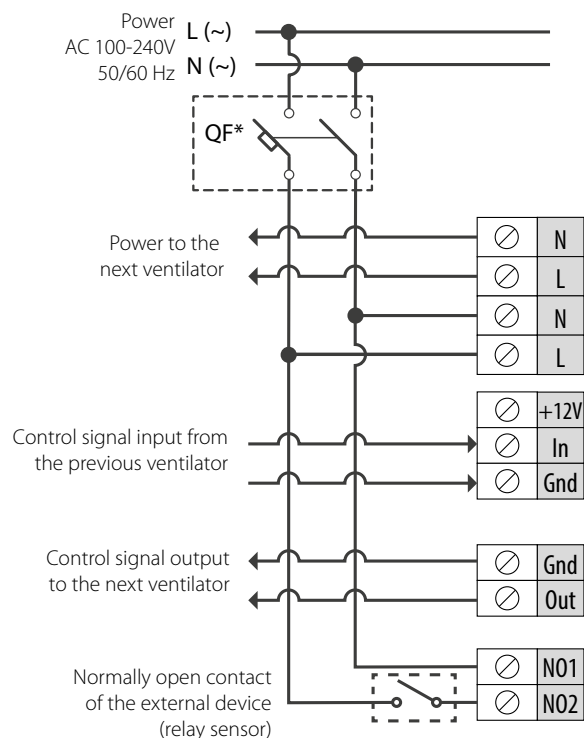 Power
AC 100-240V
50/60 Hz
L (~)
N (~)
QF*
Power to the
next ventilator
N
L
N
L
+12V
Control signal input from
the previous ventilator
In
Gnd
Control signal output
to the next ventilator
Gnd
Out
Normally open contact
of the external device
(relay sensor)
NO1
NO2